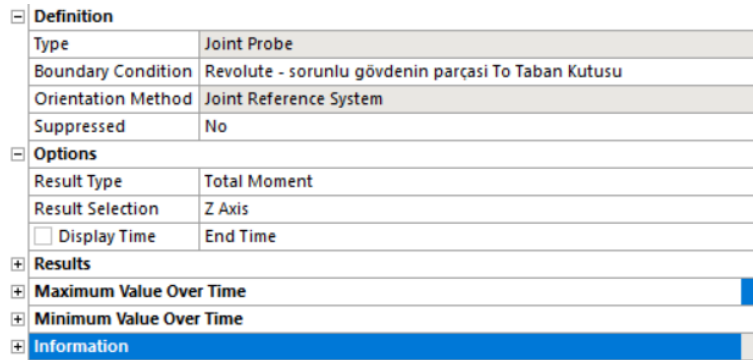 Definition
Type Joint Probe
Boundary Condition Revolute - sorunlu gövdenin parçasi To Taban Kutusu
Orientation Method Joint Reference System
Suppressed No
Options
Result Type Total Moment
Result Selection Z Axis
Display Time End Time
Results
Maximum Value Over Time
Minimum Value Over Time
Information